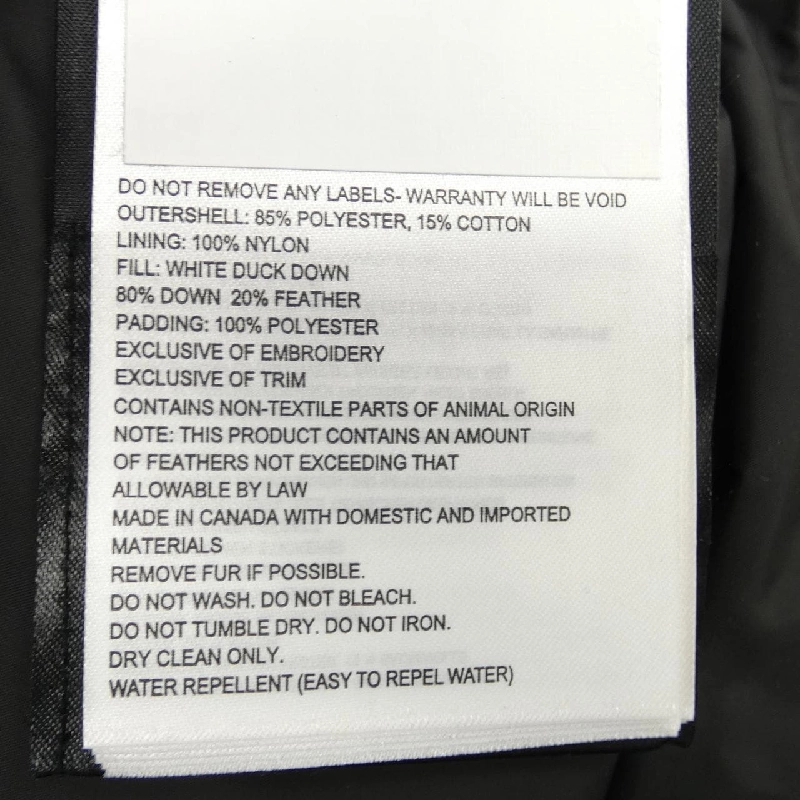 DO NOT REMOVE ANY LABELS- WARRANTY WILL BE VOID
OUTERSHELL: 85% POLYESTER, 15% COTTON
LINING: 100% NYLON
FILL: WHITE DUCK DOWN
80% DOWN 20% FEATHER
PADDING: 100% POLYESTER
EXCLUSIVE OF EMBROIDERY
EXCLUSIVE OF TRIM
CONTAINS NON-TEXTILE PARTS OF ANIMAL ORIGIN
NOTE: THIS PRODUCT CONTAINS AN AMOUNT
OF FEATHERS NOT EXCEEDING THAT
ALLOWABLE BY LAW
MADE IN CANADA WITH DOMESTIC AND IMPORTED
MATERIALS
REMOVE FUR IF POSSIBLE.
DO NOT WASH. DO NOT BLEACH.
DO NOT TUMBLE DRY. DO NOT IRON.
DRY CLEAN ONLY.
WATER REPELLENT (EASY TO REPEL WATER)